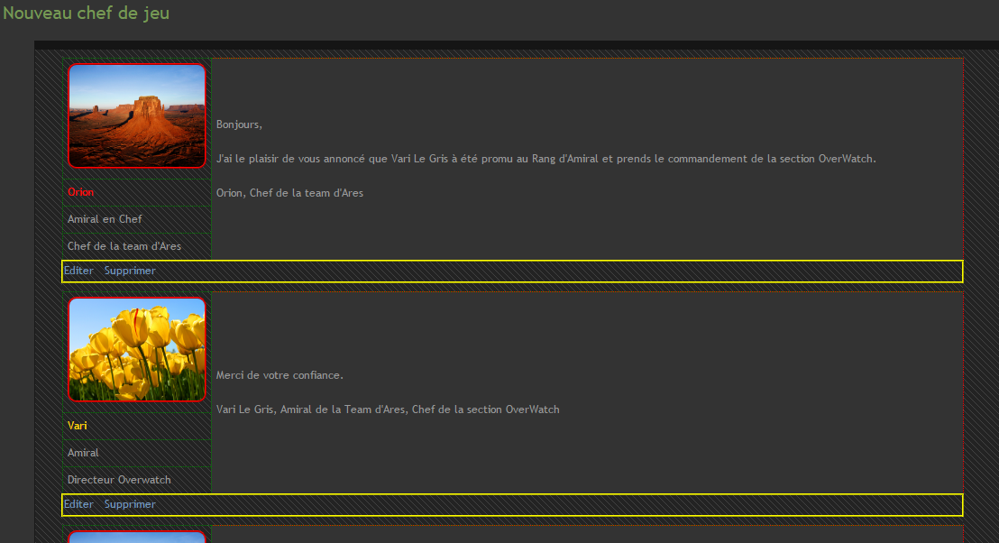 Nouveau chef de jeu
Bonjours,
J'ai le plaisir de vous annoncé que Vari Le Gris à été promu au Rang d'Amiral et prends le commandement de la section OverWatch.
Orion, Chef de la team d'Ares
Orion
Amiral en Chef
Chef de la team d'Ares
Editer Supprimer
Merci de votre confiance.
Vari Le Gris, Amiral de la Team d'Ares, Chef de la section OverWatch
Vari
Amiral
Directeur Overwatch
Editer Supprimer